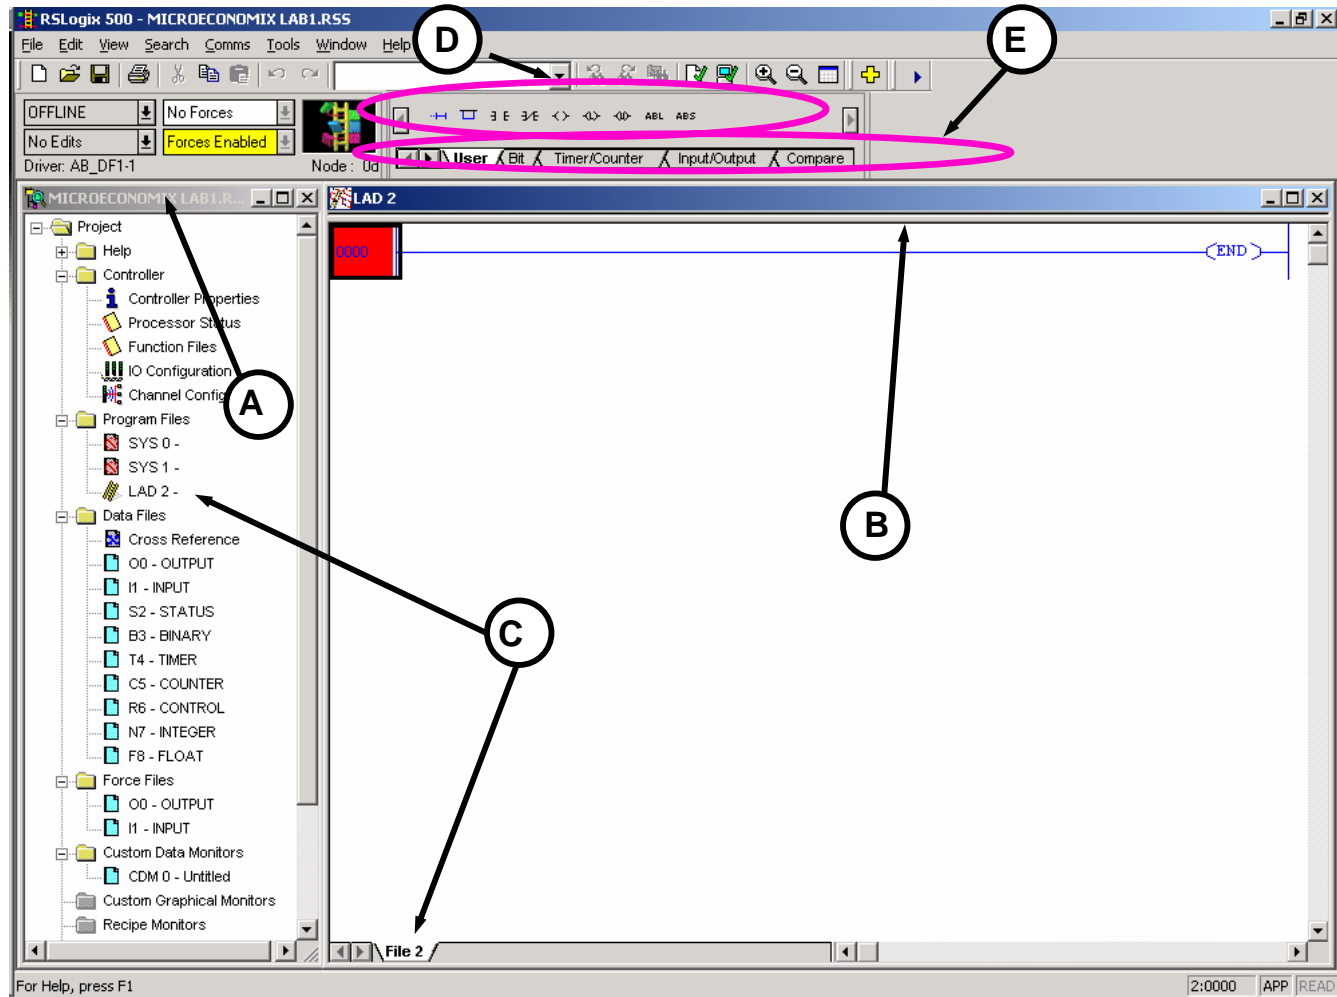 RSLogix 500 - MICROECONOMIX LAB1.RSS
File Edit View Search Comms Tools Window Help
D
E
OFFLINE No Forces
No Edits Forces Enabled
Driver: AB_DF1-1 Node : 0d
ABL ABS
User Bit Timer/Counter Input/Output Compare
MICROECONOMIX LAB1.R...
LAD 2
Project
Help
Controller
Controller Properties
Processor Status
Function Files
IO Configuration
Channel Config
A
Program Files
SYS 0 -
SYS 1 -
LAD 2 -
Data Files
Cross Reference
O0 - OUTPUT
I1 - INPUT
S2 - STATUS
B3 - BINARY
T4 - TIMER
C5 - COUNTER
R6 - CONTROL
N7 - INTEGER
F8 - FLOAT
Force Files
O0 - OUTPUT
I1 - INPUT
Custom Data Monitors
CDM 0 - Untitled
Custom Graphical Monitors
Recipe Monitors
0000
END
B
C
File 2
For Help, press F1
2:0000 APP READ